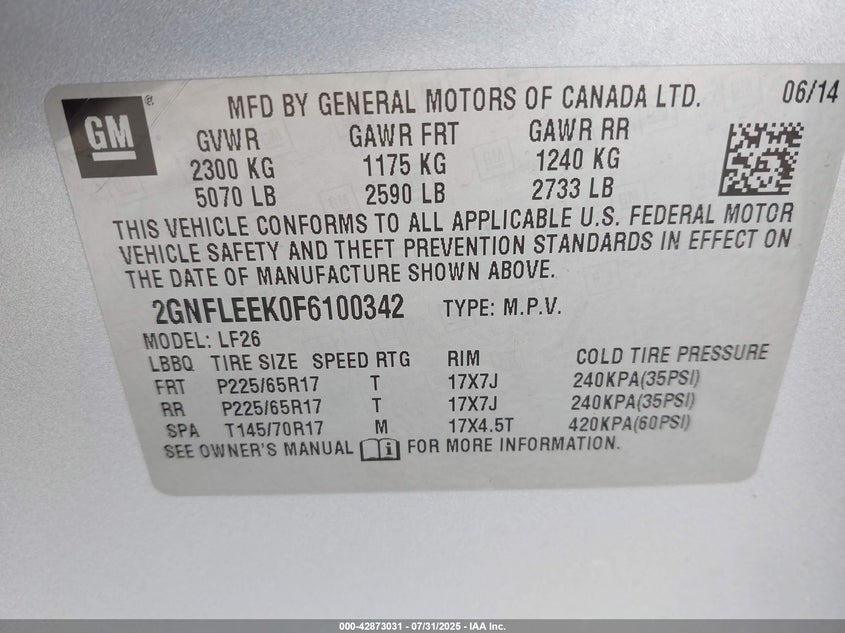 GM ® MFD BY GENERAL MOTORS OF CANADA LTD. 06/14
GVWR GAWR FRT GAWR RR
2300 KG 1175 KG 1240 KG
5070 LB 2590 LB 2733 LB
THIS VEHICLE CONFORMS TO ALL APPLICABLE U.S. FEDERAL MOTOR
VEHICLE SAFETY AND THEFT PREVENTION STANDARDS IN EFFECT ON
THE DATE OF MANUFACTURE SHOWN ABOVE.
2GNFLEEK0F6100342 TYPE: M.P.V.
MODEL: LF26
LBBQ TIRE SIZE SPEED RTG RIM COLD TIRE PRESSURE
FRT P225/65R17 T 17X7J 240KPA(35PSI)
RR P225/65R17 T 17X7J 240KPA(35PSI)
SPA T145/70R17 M 17X4.5T 420KPA(60PSI)
SEE OWNER'S MANUAL FOR MORE INFORMATION.
000-42873031 - 07/31/2025 - IAA Inc.